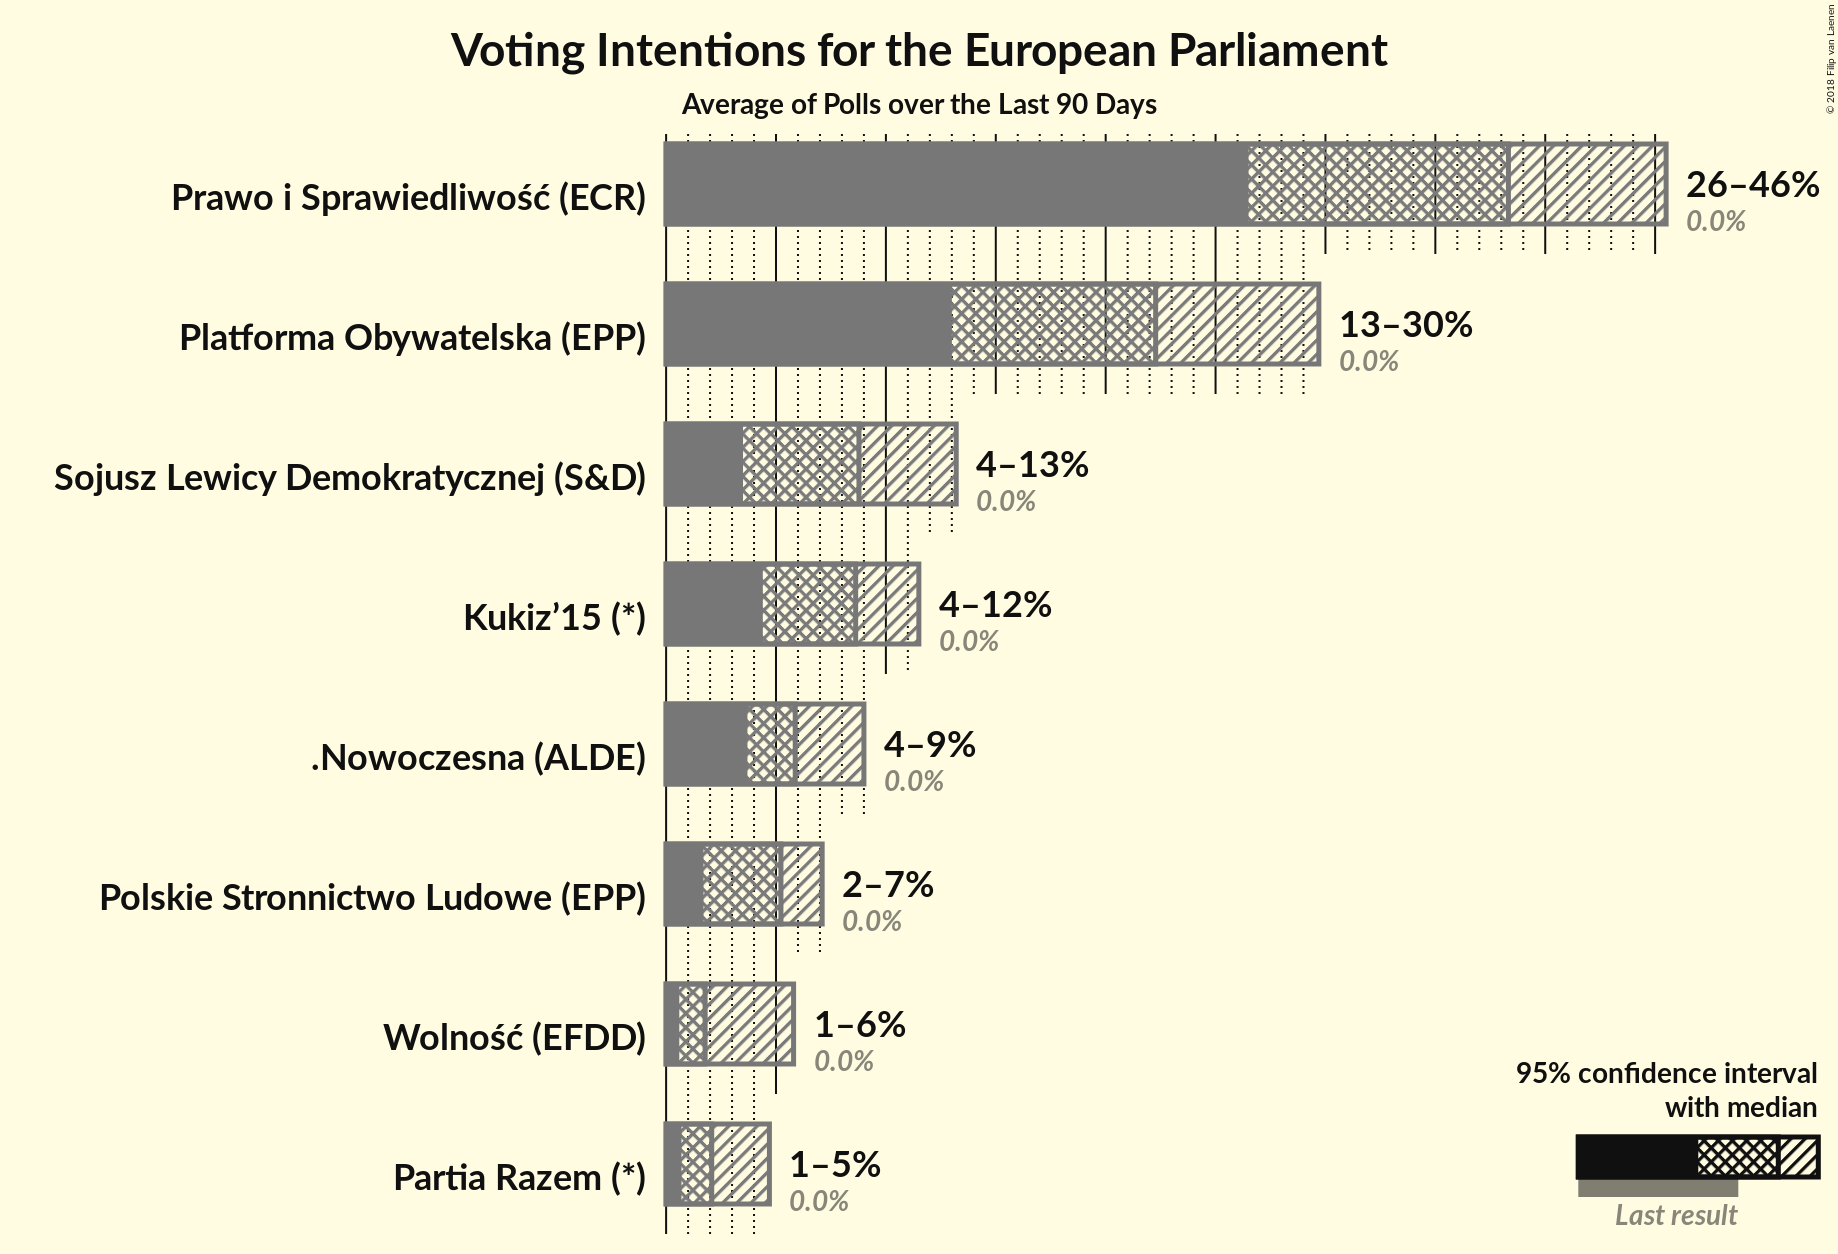 Voting Intentions for the European Parliament
Average of Polls over the Last 90 Days
© 2018 Filip van Laenen
Prawo i Sprawiedliwość (ECR)
26–46%
0.0%
Platforma Obywatelska (EPP)
13–30%
0.0%
Sojusz Lewicy Demokratycznej (S&D)
4–13%
0.0%
Kukiz’15 (*)
4–12%
0.0%
.Nowoczesna (ALDE)
4–9%
0.0%
Polskie Stronnictwo Ludowe (EPP)
2–7%
0.0%
Wolność (EFDD)
1–6%
0.0%
Partia Razem (*)
1–5%
0.0%
95% confidence interval
with median
Last result